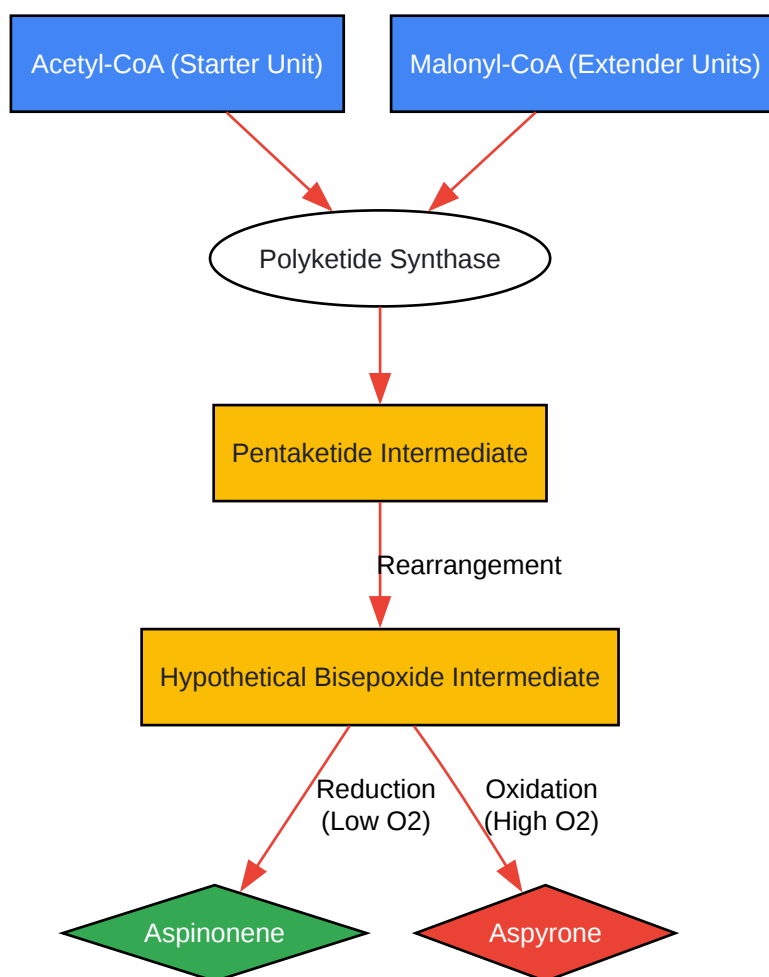 Acetyl-CoA (Starter Unit)
Malonyl-CoA (Extender Units)
Polyketide Synthase
Pentaketide Intermediate
Rearrangement
Hypothetical Bisepoxide Intermediate
Reduction
(Low O2)
Oxidation
(High O2)
Aspinonene
Aspyrone